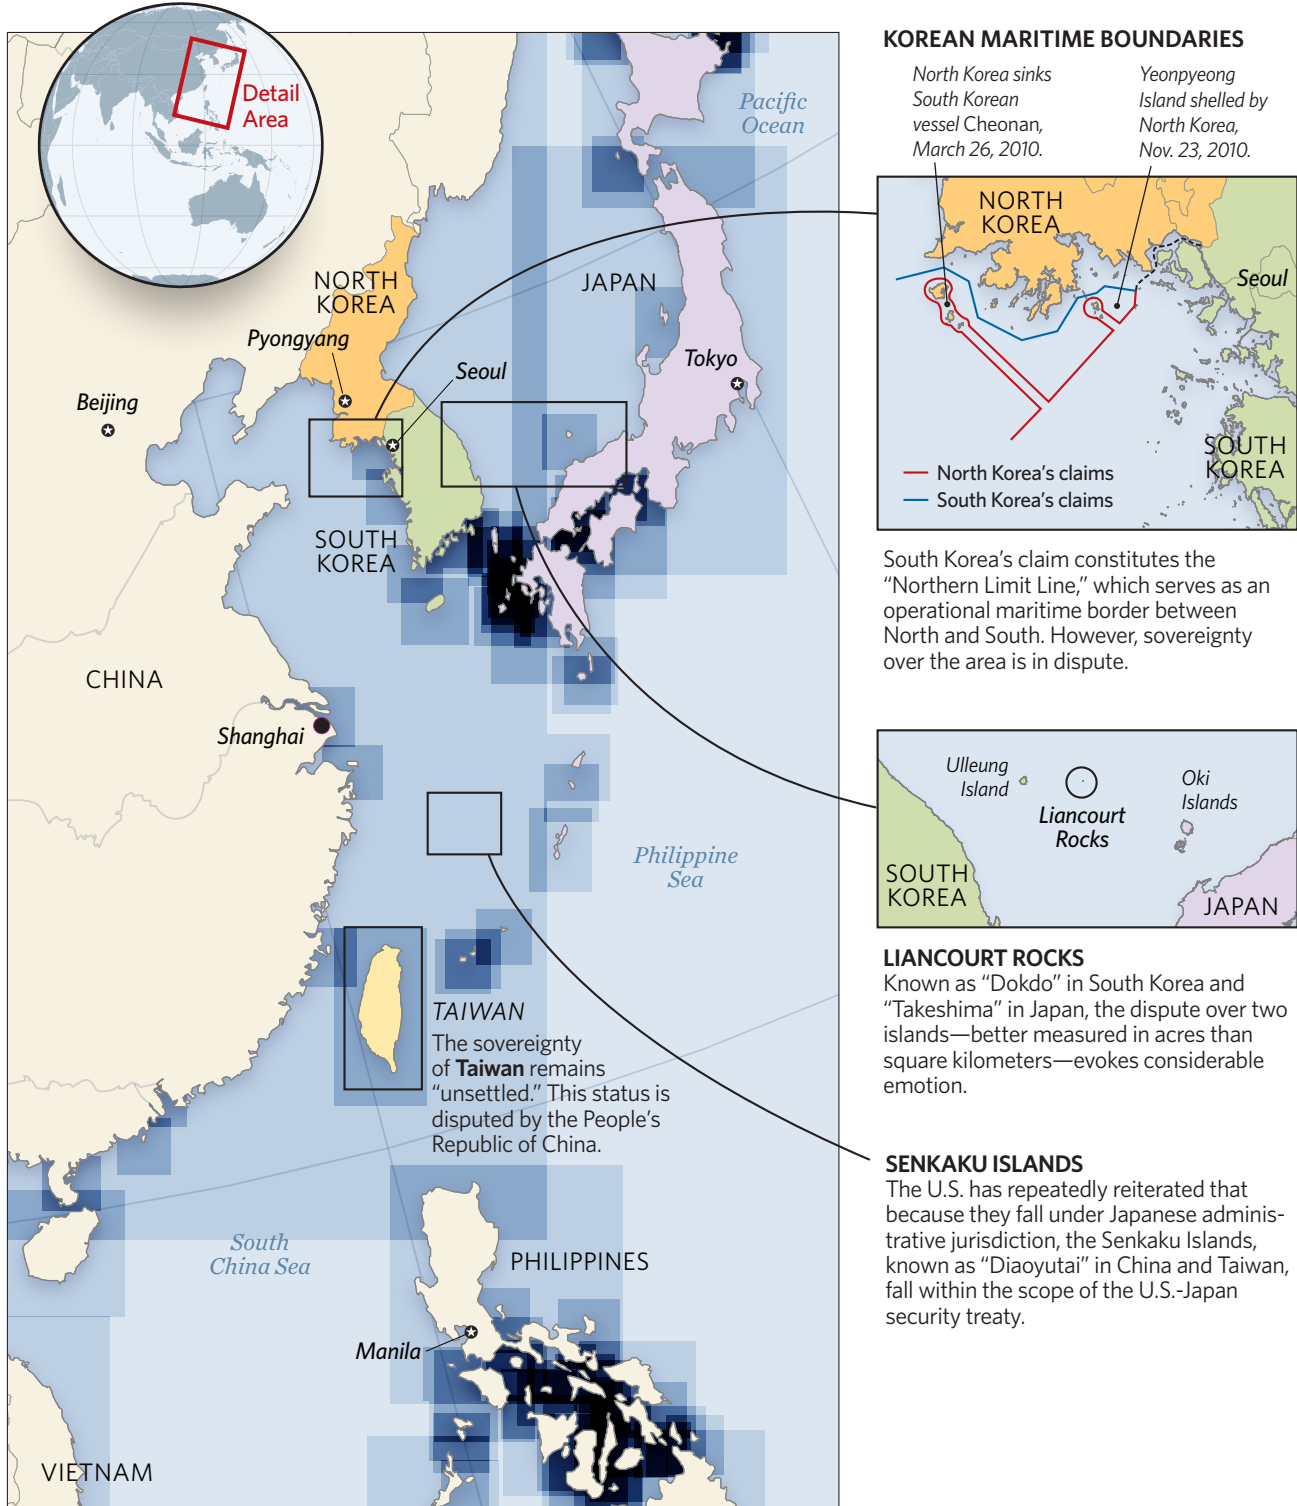 Detail
Area
Pacific
Ocean
NORTH
KOREA
JAPAN
Pyongyang
Seoul
Tokyo
Beijing
SOUTH
KOREA
CHINA
Shanghai
Philippine
Sea
TAIWAN
The sovereignty
of Taiwan remains
“unsettled.” This status is
disputed by the People’s
Republic of China.
South
China Sea
PHILIPPINES
Manila
VIETNAM
KOREAN MARITIME BOUNDARIES
North Korea sinks
South Korean
vessel Cheonan,
March 26, 2010.
Yeonpyeong
Island shelled by
North Korea,
Nov. 23, 2010.
NORTH
KOREA
Seoul
SOUTH
KOREA
North Korea’s claims
South Korea’s claims
South Korea’s claim constitutes the
“Northern Limit Line,” which serves as an
operational maritime border between
North and South. However, sovereignty
over the area is in dispute.
Ulleung
Island
Liancourt
Rocks
Oki
Islands
SOUTH
KOREA
JAPAN
LIANCOURT ROCKS
Known as “Dokdo” in South Korea and
“Takeshima” in Japan, the dispute over two
islands—better measured in acres than
square kilometers—evokes considerable
emotion.
SENKAKU ISLANDS
The U.S. has repeatedly reiterated that
because they fall under Japanese adminis-
trative jurisdiction, the Senkaku Islands,
known as “Diaoyutai” in China and Taiwan,
fall within the scope of the U.S.-Japan
security treaty.